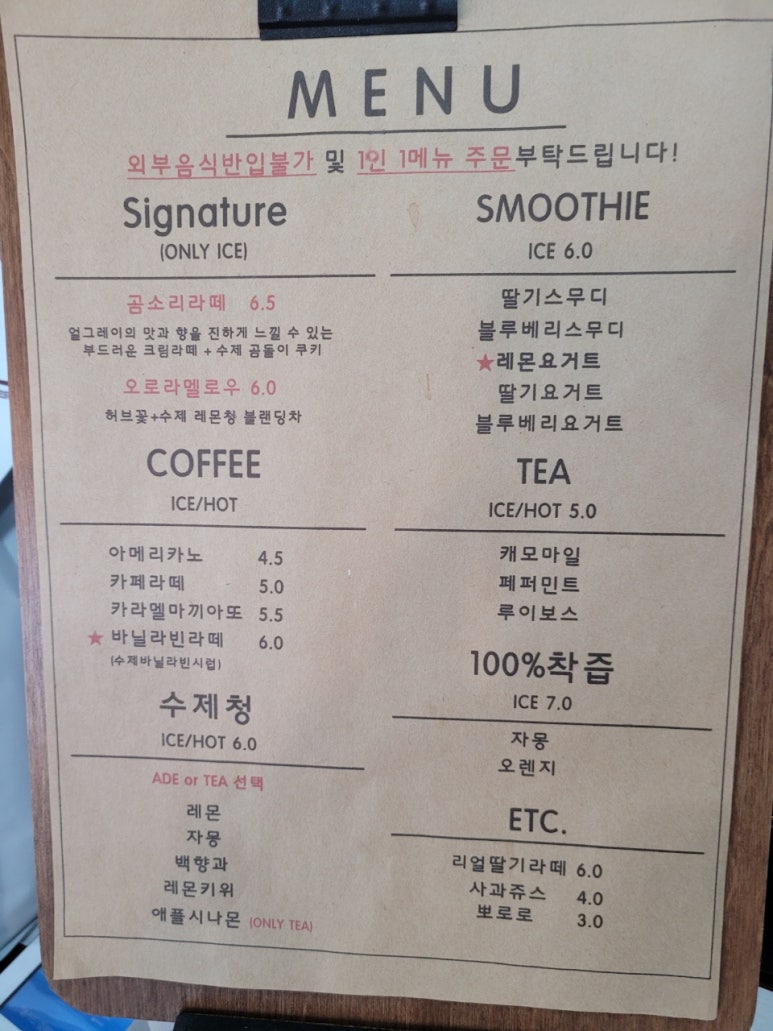 MENU
외부음식반입불가 및 1인 1메뉴 주문부탁드립니다!
Signature
(ONLY ICE)
곰소리라떼 6.5
얼그레이의 맛과 향을 진하게 느낄 수 있는
부드러운 크림라떼 + 수제 곰돌이 쿠키
오로라멜로우 6.0
허브꽃+수제 레몬청 블랜딩차
COFFEE
ICE/HOT
아메리카노 4.5
카페라떼 5.0
카라멜마끼아또 5.5
★ 바닐라빈라떼 6.0
(수제바닐라빈시럽)
수제청
ICE/HOT 6.0
ADE or TEA 선택
레몬
자몽
백향과
레몬키위
애플시나몬 (ONLY TEA)
SMOOTHIE
ICE 6.0
딸기스무디
블루베리스무디
★레몬요거트
딸기요거트
블루베리요거트
TEA
ICE/HOT 5.0
캐모마일
페퍼민트
루이보스
100%착즙
ICE 7.0
자몽
오렌지
ETC.
리얼딸기라떼 6.0
사과쥬스 4.0
뽀로로 3.0